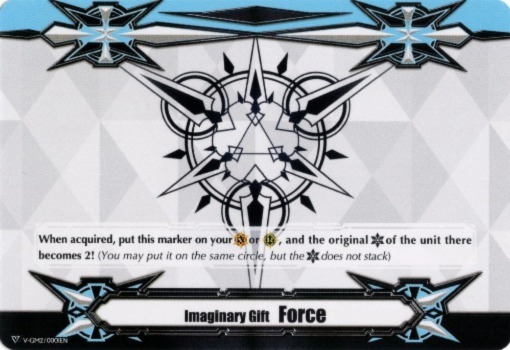 When acquired, put this marker on your Ⓥ or Ⓡ, and the original ✵ of the unit there
becomes 2! (You may put it on the same circle, but the ✵ does not stack)
Imaginary Gift Force
V-GM2/0001EN